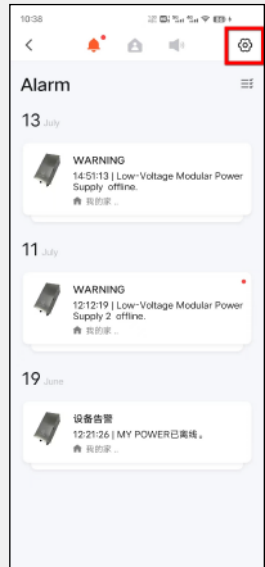 10:38
Alarm
13 July
WARNING
14:51:13 | Low-Voltage Modular Power
Supply offline.
我的家 ..
11 July
WARNING
12:12:19 | Low-Voltage Modular Power
Supply 2 offline.
我的家 ..
19 June
设备告警
12:21:26 | MY POWER已离线。
我的家 ..